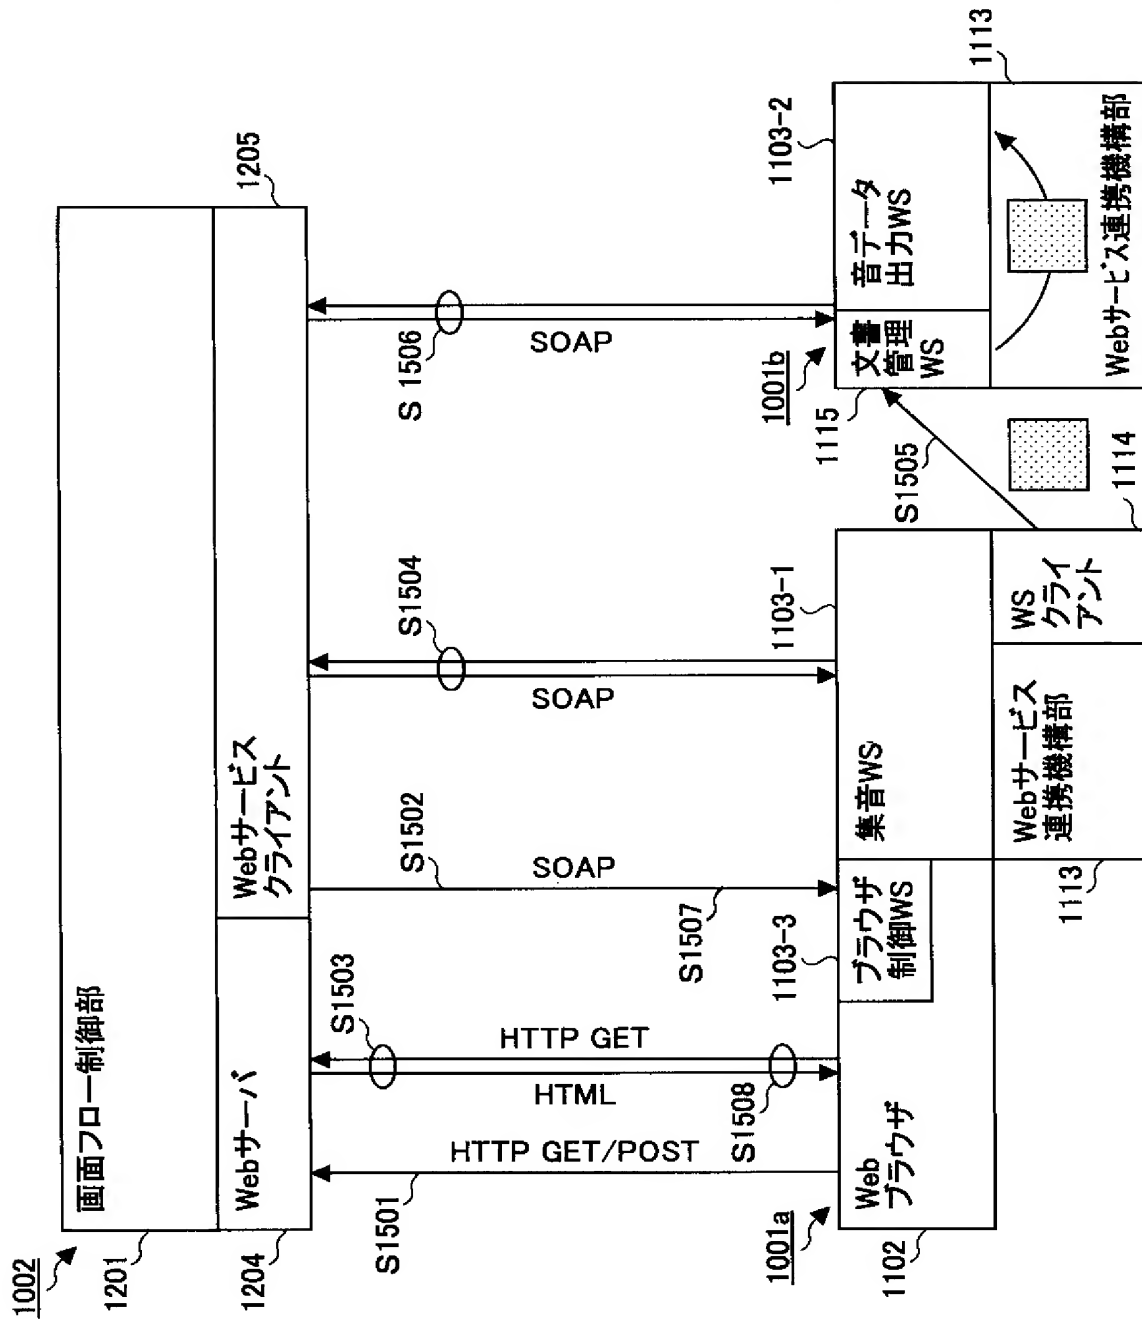 1002
1201
画面フロー制御部
1204
Webサーバ
Webサービス
クライアント
1205
S1501
HTTP GET/POST
S1503
HTTP GET
HTML
S1508
S1502
SOAP
S1507
S1504
SOAP
S 1506
SOAP
1001a
1102
Web
ブラウザ
1103-3
ブラウザ
制御WS
集音WS
1103-1
1113
Webサービス
連携機構部
WS
クライ
アント
1114
S1505
1001b
1115
文書
管理
WS
音データ
出力WS
1103-2
Webサービス連携機構部
1113